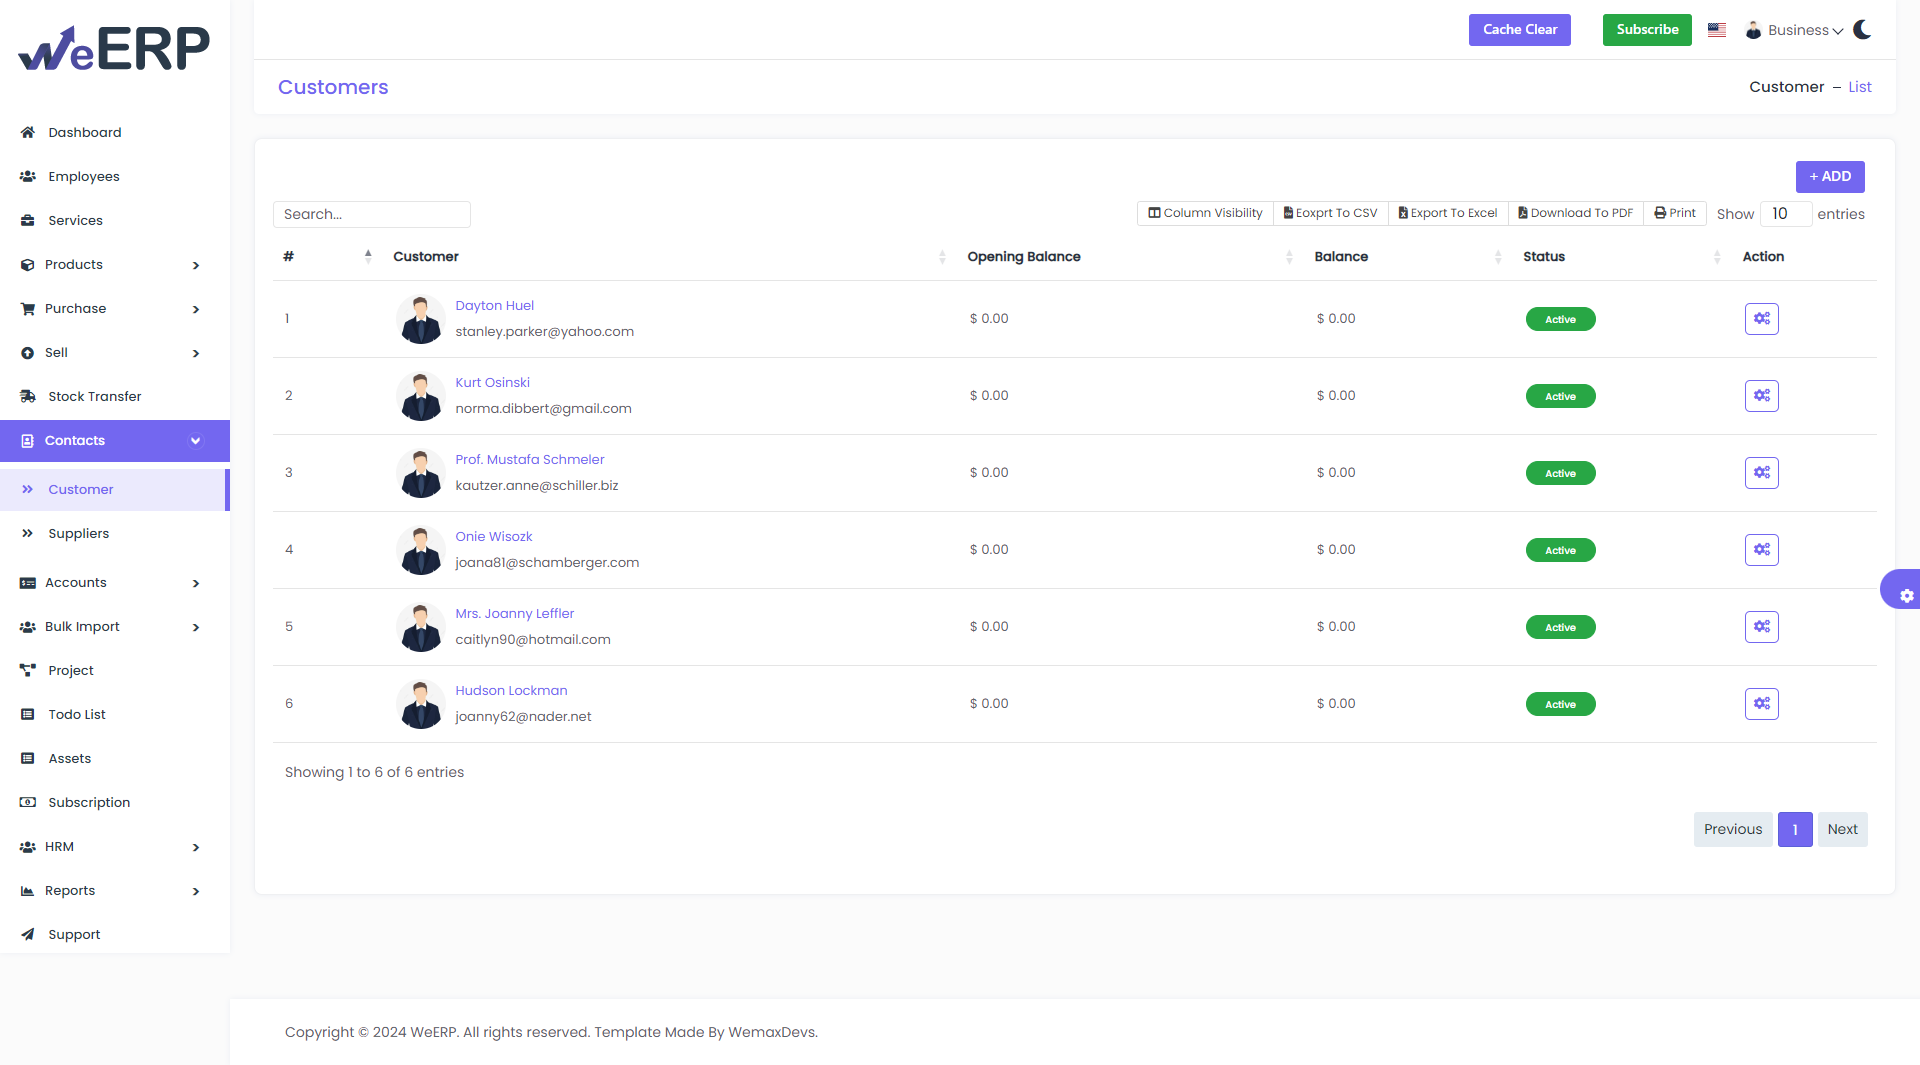 WeERP
Cache Clear
Subscribe
Business
Customers
Customer – List
Dashboard
Employees
Services
Products
Purchase
Sell
Stock Transfer
Contacts
Customer
Suppliers
Accounts
Bulk Import
Project
Todo List
Assets
Subscription
HRM
Reports
Support
+ ADD
Search...
Column Visibility
Eoxprt To CSV
Export To Excel
Download To PDF
Print
Show 10 entries
# Customer Opening Balance Balance Status Action
1 Dayton Huel $ 0.00 $ 0.00 Active
stanley.parker@yahoo.com
2 Kurt Osinski $ 0.00 $ 0.00 Active
norma.dibbert@gmail.com
3 Prof. Mustafa Schmeler $ 0.00 $ 0.00 Active
kautzer.anne@schiller.biz
4 Onie Wisozk $ 0.00 $ 0.00 Active
joana81@schamberger.com
5 Mrs. Joanny Leffler $ 0.00 $ 0.00 Active
caitlyn90@hotmail.com
6 Hudson Lockman $ 0.00 $ 0.00 Active
joanny62@nader.net
Showing 1 to 6 of 6 entries
Previous 1 Next
Copyright © 2024 WeERP. All rights reserved. Template Made By WemaxDevs.